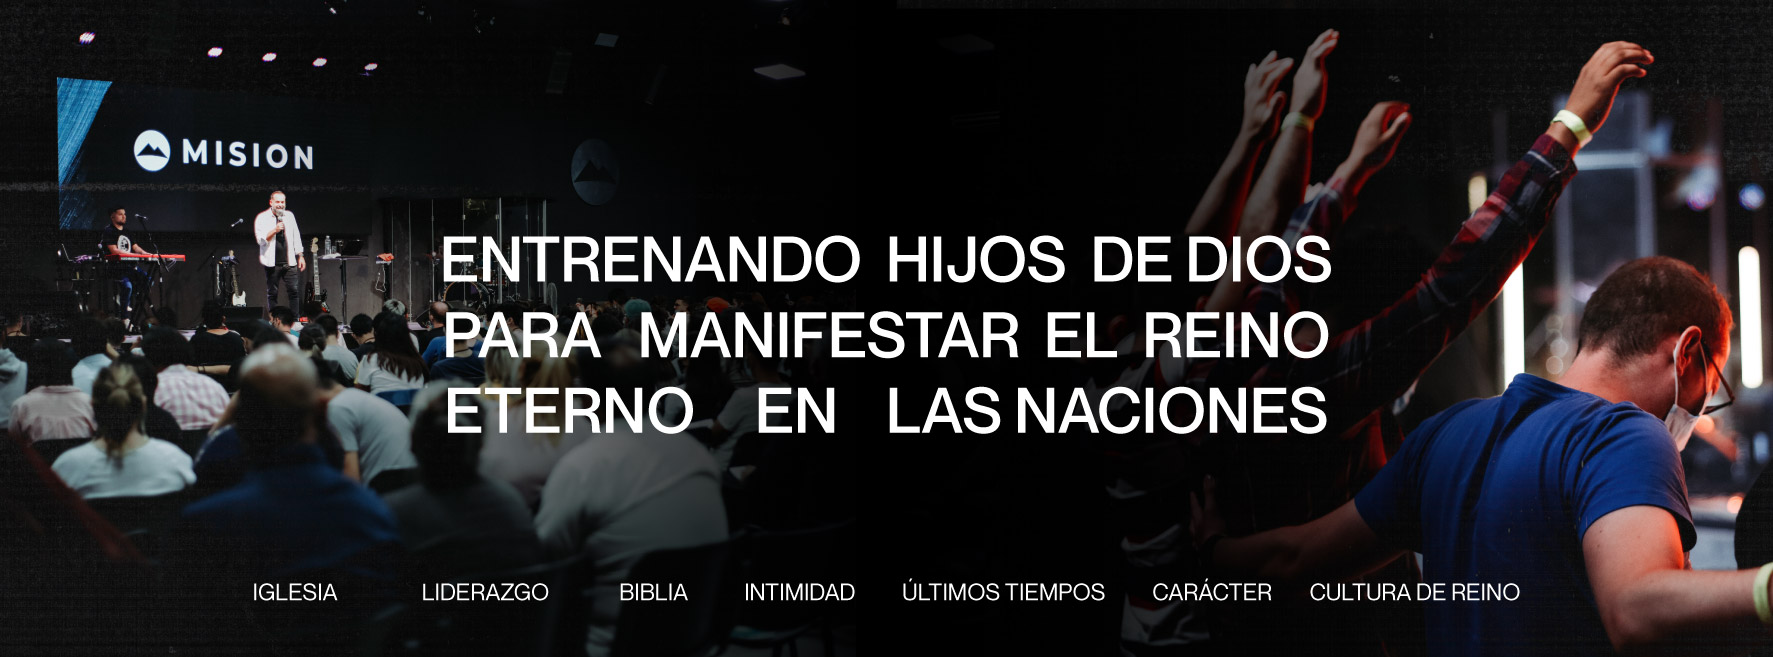 MISION
ENTRENANDO HIJOS DE DIOS
PARA MANIFESTAR EL REINO
ETERNO EN LAS NACIONES
IGLESIA LIDERAZGO BIBLIA INTIMIDAD ÚLTIMOS TIEMPOS CARÁCTER CULTURA DE REINO